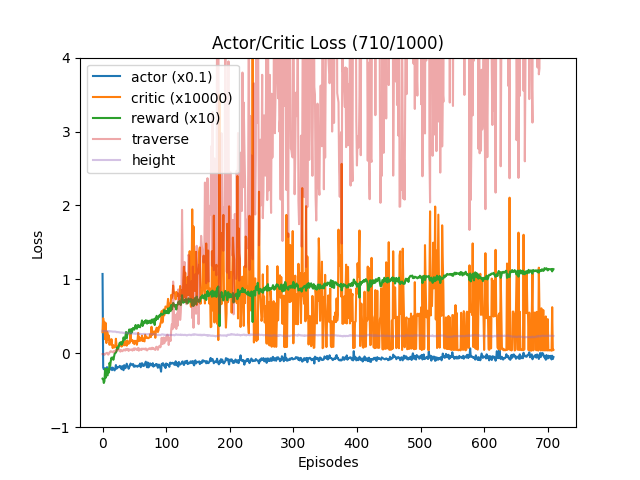 Actor/Critic Loss (710/1000)
actor (x0.1)
critic (x10000)
reward (x10)
traverse
height
4
3
2
1
0
−1
Loss
0 100 200 300 400 500 600 700
Episodes